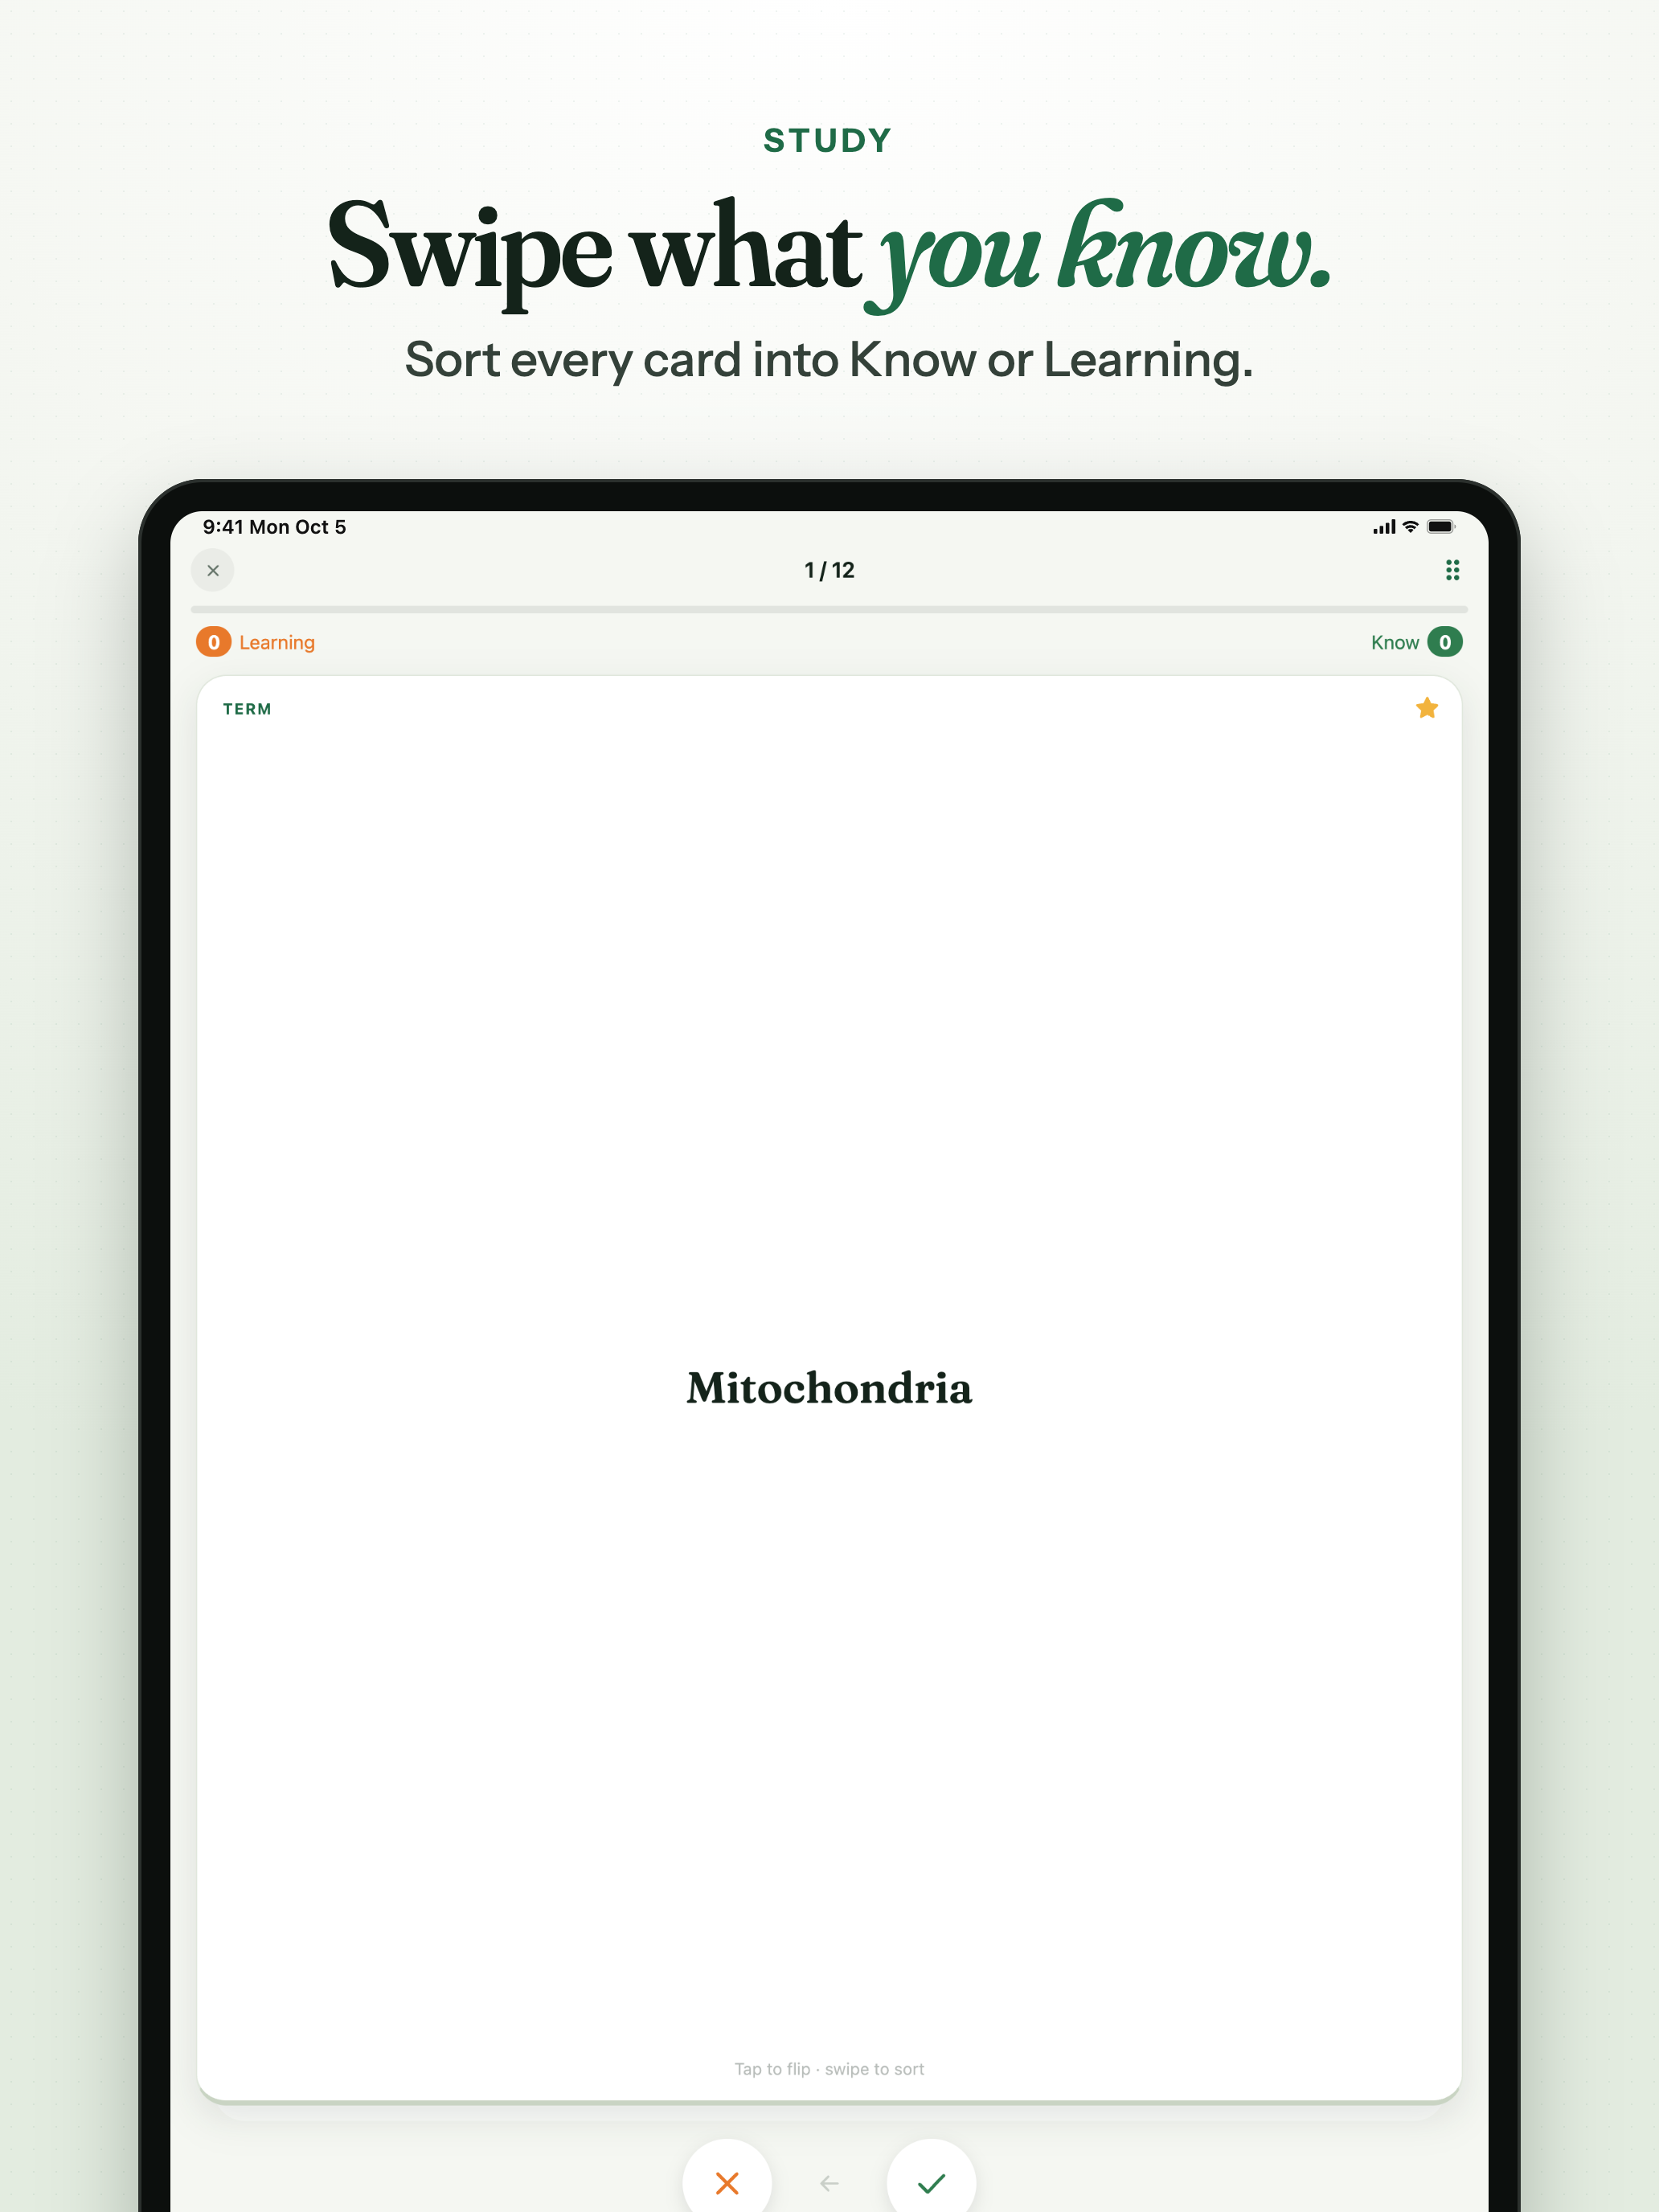 STUDY
Swipe what you know.
Sort every card into Know or Learning.
9:41 Mon Oct 5
1 / 12
0 Learning
Know 0
TERM
Mitochondria
Tap to flip · swipe to sort